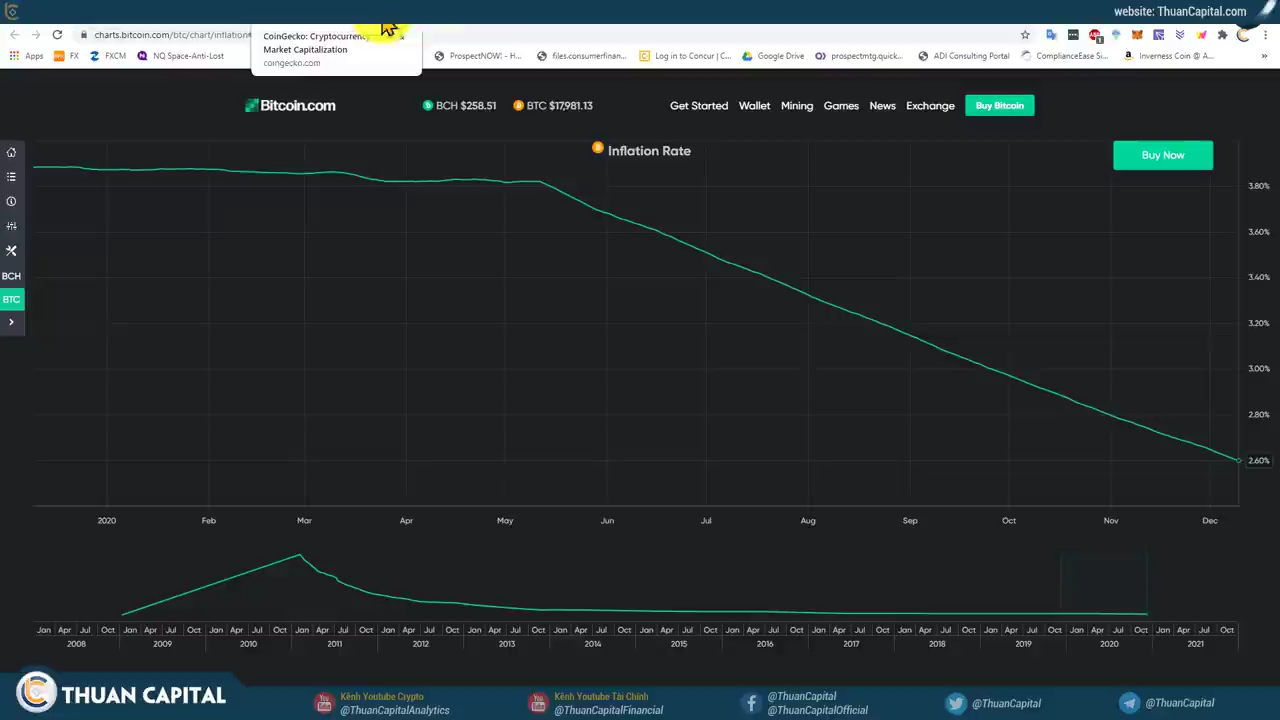 website: ThuanCapital.com
charts.bitcoin.com/btc/chart/inflation
CoinGecko: Cryptocurrency
Market Capitalization
coingecko.com
Apps
FX
FXCM
NQ Space-Anti-Lost
ProspectNOW! - H...
files.consumerfinan...
Log in to Concur | C...
Google Drive
prospectmtg.quick...
ADI Consulting Portal
ComplianceEase Si...
Inverness Coin @ A...
Bitcoin.com
BCH $258.51
BTC $17,981.13
Get Started
Wallet
Mining
Games
News
Exchange
Buy Bitcoin
Inflation Rate
Buy Now
BCH
BTC
3.80%
3.60%
3.40%
3.20%
3.00%
2.80%
2.60%
2020 Feb Mar Apr May Jun Jul Aug Sep Oct Nov Dec
Jan Apr Jul Oct Jan Apr Jul Oct Jan Apr Jul Oct Jan Apr Jul Oct Jan Apr Jul Oct Jan Apr Jul Oct Jan Apr Jul Oct Jan Apr Jul Oct Jan Apr Jul Oct Jan Apr Jul Oct Jan Apr Jul Oct Jan Apr Jul Oct Jan Apr Jul Oct Jan Apr Jul Oct
2008 2009 2010 2011 2012 2013 2014 2015 2016 2017 2018 2019 2020 2021
THUAN CAPITAL
You Tube
Kênh Youtube Crypto
@ThuanCapitalAnalytics
You Tube
Kênh Youtube Tài Chính
@ThuanCapitalFinancial
@ThuanCapital
@ThuanCapitalOfficial
@ThuanCapital
@ThuanCapital